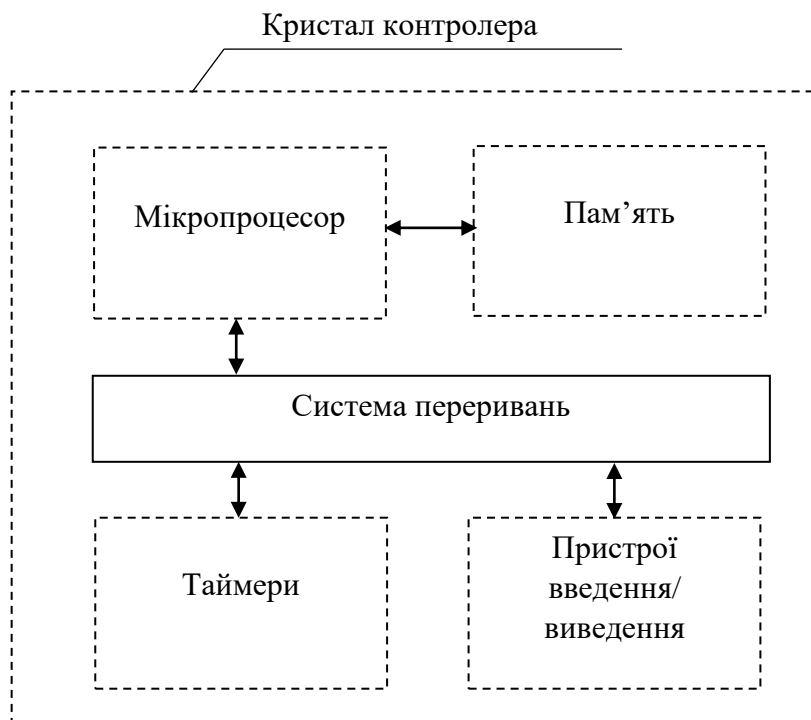 Кристал контролера
Мікропроцесор
Пам’ять
Система переривань
Таймери
Пристрої
введення/
виведення